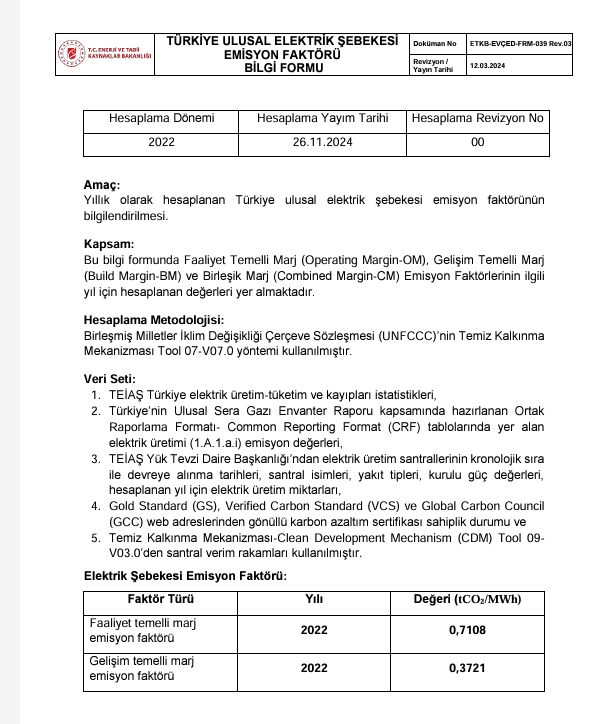 T.C. ENERJİ VE TABİİ
KAYNAKLAR BAKANLIĞI
TÜRKİYE ULUSAL ELEKTRİK ŞEBEKESİ
EMİSYON FAKTÖRÜ
BİLGİ FORMU
Doküman No
ETKB-EVÇED-FRM-039 Rev.03
Revizyon /
Yayın Tarihi
12.03.2024
Hesaplama Dönemi
Hesaplama Yayım Tarihi
Hesaplama Revizyon No
2022
26.11.2024
00
Amaç:
Yıllık olarak hesaplanan Türkiye ulusal elektrik şebekesi emisyon faktörünün
bilgilendirilmesi.
Kapsam:
Bu bilgi formunda Faaliyet Temelli Marj (Operating Margin-OM), Gelişim Temelli Marj
(Build Margin-BM) ve Birleşik Marj (Combined Margin-CM) Emisyon Faktörlerinin ilgili
yıl için hesaplanan değerleri yer almaktadır.
Hesaplama Metodolojisi:
Birleşmiş Milletler İklim Değişikliği Çerçeve Sözleşmesi (UNFCCC)'nin Temiz Kalkınma
Mekanizması Tool 07-V07.0 yöntemi kullanılmıştır.
Veri Seti:
1. TEİAŞ Türkiye elektrik üretim-tüketim ve kayıpları istatistikleri,
2. Türkiye'nin Ulusal Sera Gazı Envanter Raporu kapsamında hazırlanan Ortak
Raporlama Formatı- Common Reporting Format (CRF) tablolarında yer alan
elektrik üretimi (1.A.1.a.i) emisyon değerleri,
3. TEİAŞ Yük Tevzi Daire Başkanlığı'ndan elektrik üretim santrallerinin kronolojik sıra
ile devreye alınma tarihleri, santral isimleri, yakıt tipleri, kurulu güç değerleri,
hesaplanan yıl için elektrik üretim miktarları,
4. Gold Standard (GS), Verified Carbon Standard (VCS) ve Global Carbon Council
(GCC) web adreslerinden gönüllü karbon azaltım sertifikası sahiplik durumu ve
5. Temiz Kalkınma Mekanizması-Clean Development Mechanism (CDM) Tool 09-
V03.0'den santral verim rakamları kullanılmıştır.
Elektrik Şebekesi Emisyon Faktörü:
Faktör Türü
Yılı
Değeri (tCO₂/MWh)
Faaliyet temelli marj
emisyon faktörü
2022
0,7108
Gelişim temelli marj
emisyon faktörü
2022
0,3721